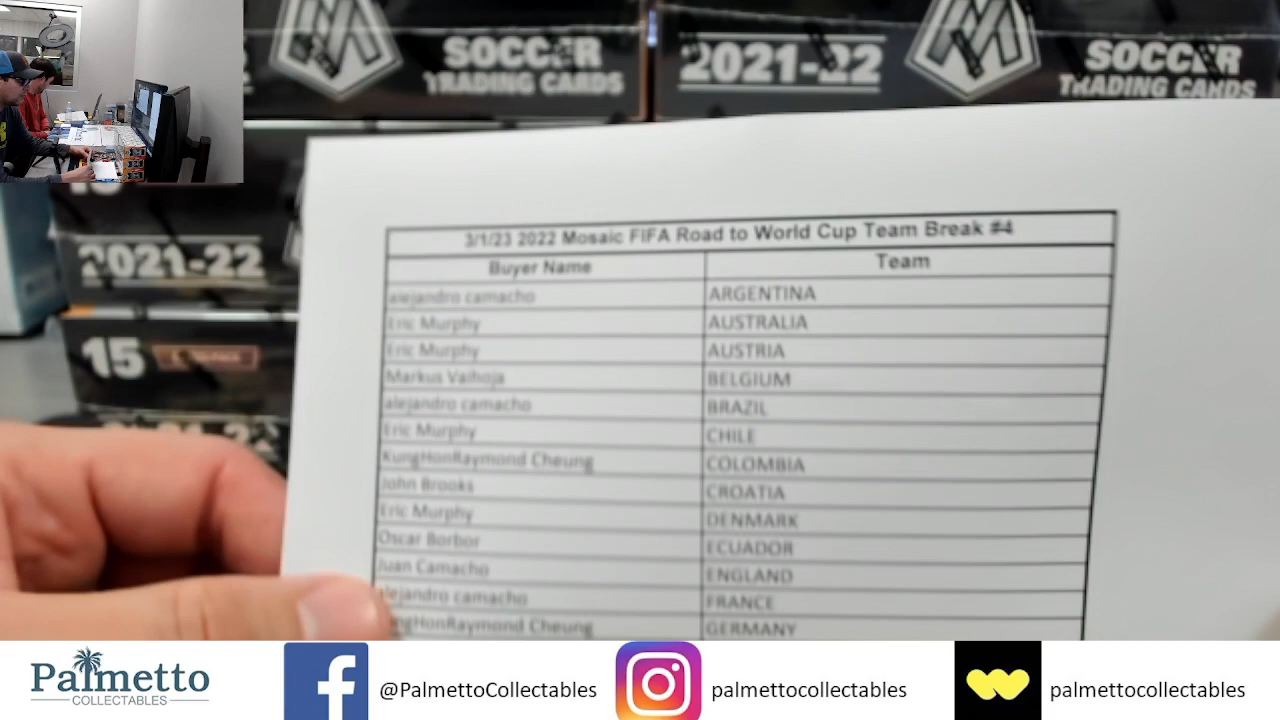 SOCCER
TRADING CARDS
2021-22
SOCCER
TRADING CARDS
2021-22
15
3/1/23 2022 Mosaic FIFA Road to World Cup Team Break #4
Buyer Name Team
alejandro camacho ARGENTINA
Eric Murphy AUSTRALIA
Eric Murphy AUSTRIA
Markus Vaihoja BELGIUM
alejandro camacho BRAZIL
Eric Murphy CHILE
KungHonRaymond Cheung COLOMBIA
John Brooks CROATIA
Eric Murphy DENMARK
Oscar Borbor ECUADOR
Juan Camacho ENGLAND
alejandro camacho FRANCE
ngHonRaymond Cheung GERMANY
Palmetto
COLLECTABLES
@PalmettoCollectables
palmettocollectables
palmettocollectables